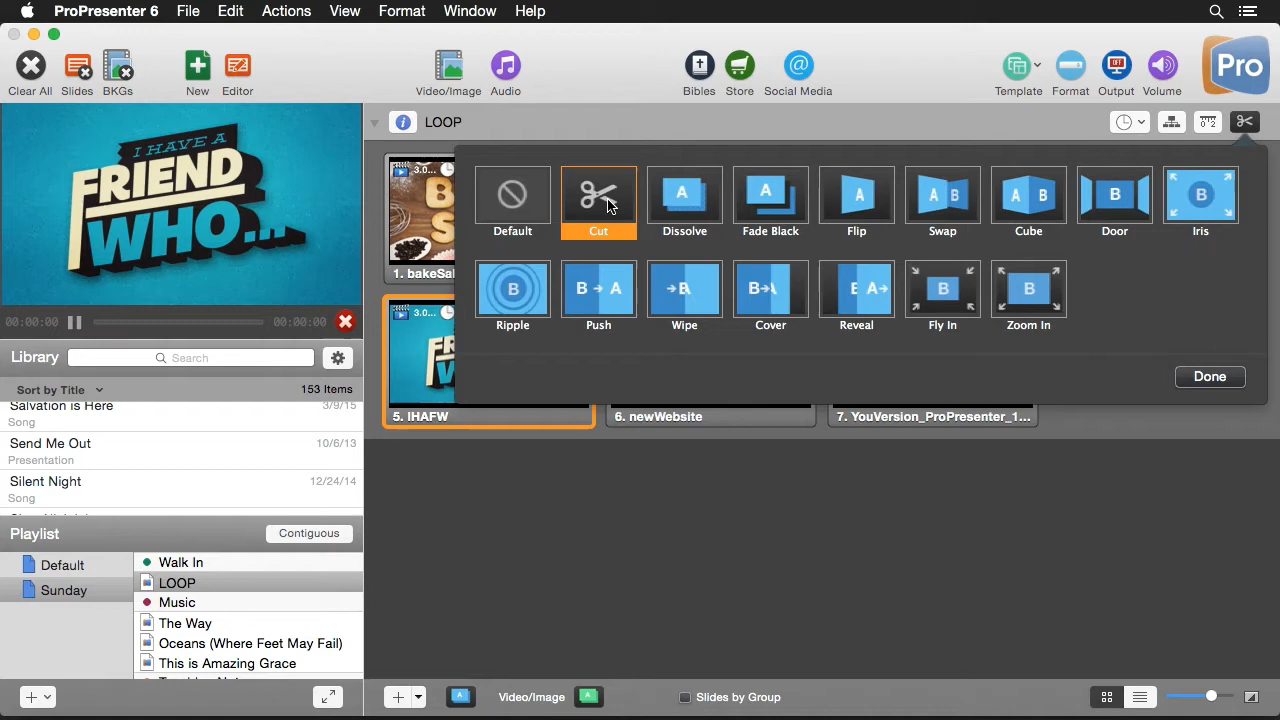 ProPresenter 6 File Edit Actions View Format Window Help
Clear All Slides BKGs New Editor Video/Image Audio Bibles Store Social Media Template Format Output Volume
Pro
I HAVE A
FRIEND
WHO...
00:00:00 00:00:00
Library Search
Sort by Title 153 Items
Salvation is Here 3/9/15
Song
Send Me Out 10/6/13
Presentation
Silent Night 12/24/14
Song
Playlist Contiguous
Default
Sunday
Walk In
LOOP
Music
The Way
Oceans (Where Feet May Fail)
This is Amazing Grace
LOOP
3.0...
1. bakeSal
3.0...
5. IHAFW 6. newWebsite 7. YouVersion_ProPresenter_1...
Default Cut Dissolve Fade Black Flip Swap Cube Door Iris
Ripple Push Wipe Cover Reveal Fly In Zoom In
Done
Video/Image Slides by Group